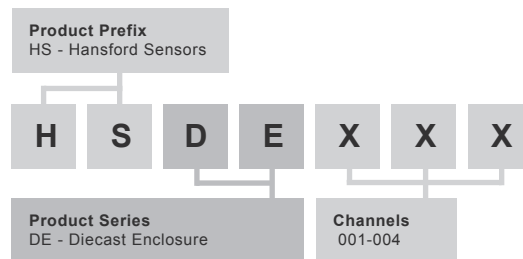 Product Prefix
HS - Hansford Sensors
H S D E X X X
Product Series
DE - Diecast Enclosure
Channels
001-004